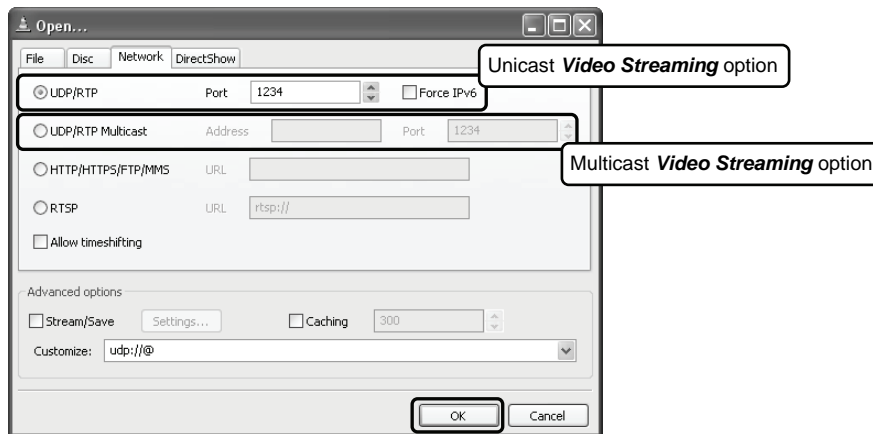 Open...
File Disc Network DirectShow
Unicast Video Streaming option
UDP/RTP Port 1234 Force IPv6
UDP/RTP Multicast Address Port 1234
Multicast Video Streaming option
HTTP/HTTPS/FTP/MMS URL
RTSP URL rtsp://
Allow timeshifting
Advanced options
Stream/Save Settings... Caching 300
Customize: udp://@
OK Cancel